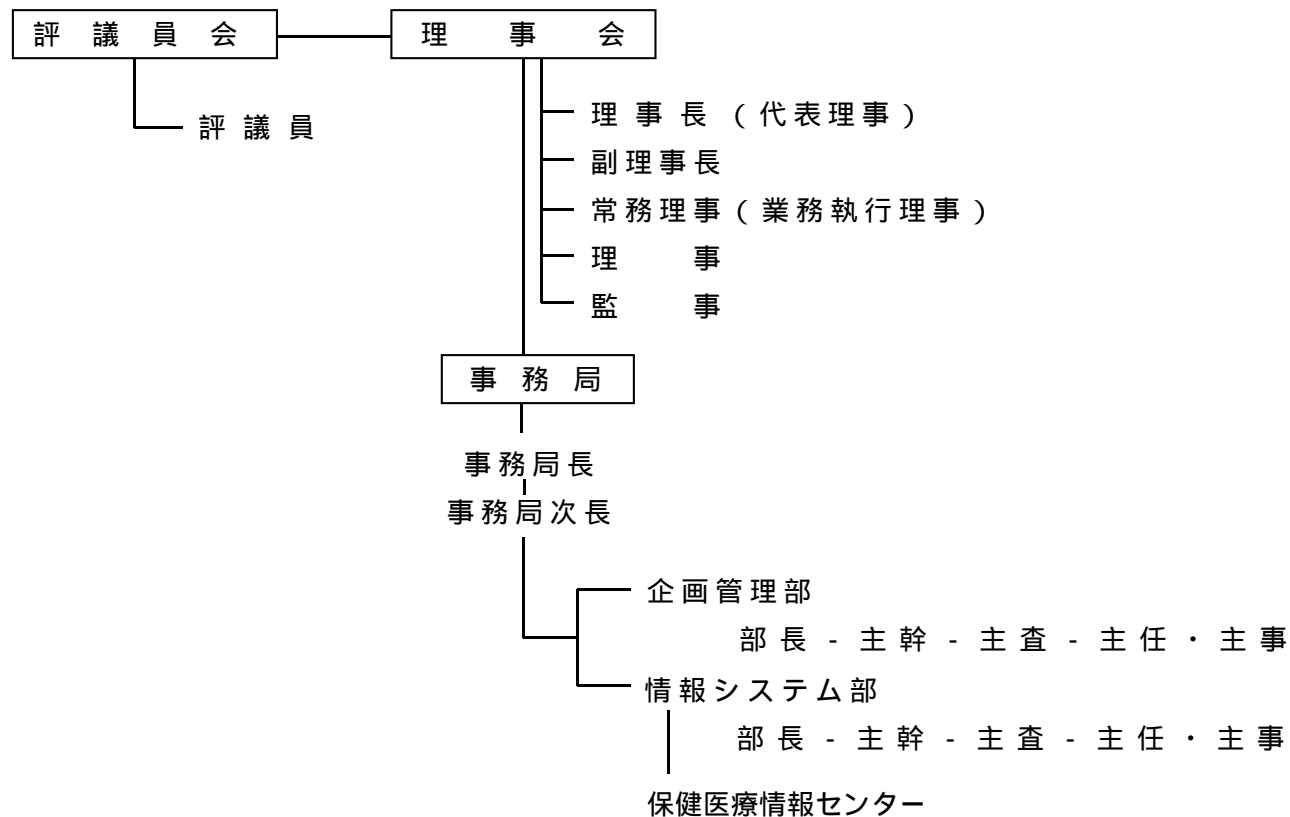 評議員会 理事会
評議員
理事長(代表理事)
副理事長
常務理事(業務執行理事)
理事
監事
事務局
事務局長
事務局次長
企画管理部
部長 - 主幹 - 主査 - 主任・主事
情報システム部
部長 - 主幹 - 主査 - 主任・主事
保健医療情報センター